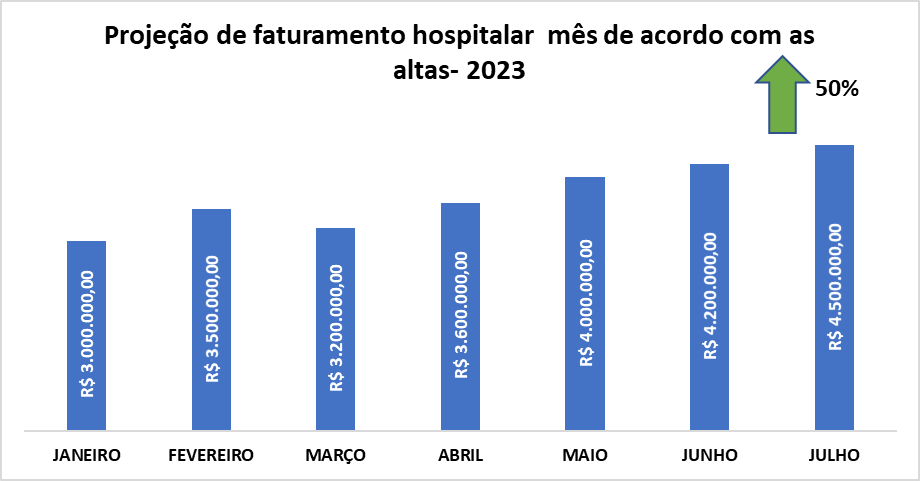 Projeção de faturamento hospitalar  mês de acordo com as
altas- 2023
50%
R$ 3.000.000,00
R$ 3.500.000,00
R$ 3.200.000,00
R$ 3.600.000,00
R$ 4.000.000,00
R$ 4.200.000,00
R$ 4.500.000,00
JANEIRO FEVEREIRO MARÇO ABRIL MAIO JUNHO JULHO